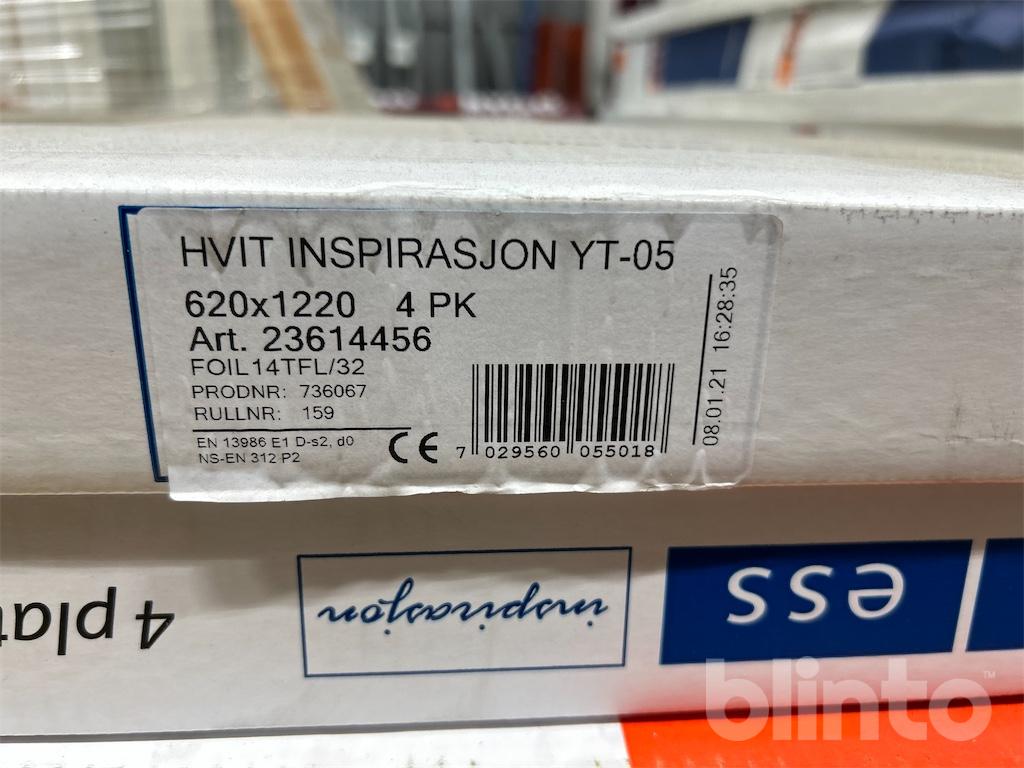 HVIT INSPIRASJON YT-05
620x1220 4 PK
Art. 23614456
FOIL14TFL/32
PRODNR: 736067
RULLNR: 159
EN 13986 E1 D-s2, d0
NS-EN 312 P2
CE
7 029560 055018
08.01.21 16:28:35
4 plat
inspirasjon
ess
blinto™